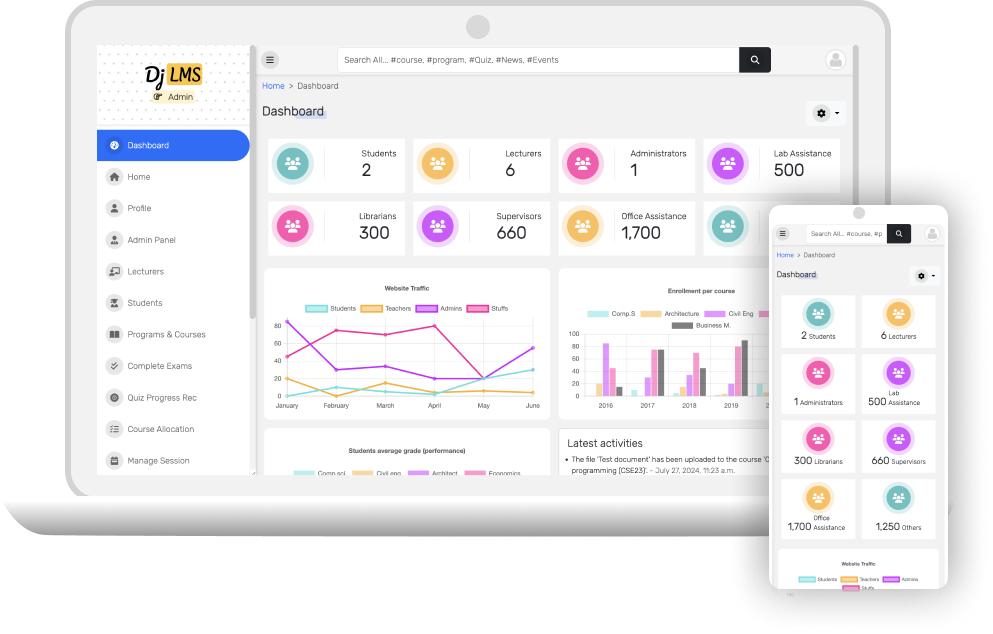 Dj LMS
Admin
Dashboard
Home
Profile
Admin Panel
Lecturers
Students
Programs & Courses
Complete Exams
Quiz Progress Rec
Course Allocation
Manage Session
Search All... #course, #program, #Quiz, #News, #Events
Home > Dashboard
Dashboard
Students
2
Lecturers
6
Administrators
1
Lab Assistance
500
Librarians
300
Supervisors
660
Office Assistance
1,700
Website Traffic
Students Teachers Admins Stuffs
80
60
40
20
0
January February March April May June
Enrollment per course
Comp.S Architecture Civil Eng
Business M.
100
80
60
40
20
0
2016 2017 2018 2019
Students average grade (performance)
Comp sci. Civil eng. Architect. Economics.
Latest activities
• The file 'Test document' has been uploaded to the course 'C
programming (CSE23)'. - July 27, 2024, 11:23 a.m.
Search All... #course, #p
Home > Dashboard
Dashboard
2 Students
6 Lecturers
1 Administrators
Lab
500 Assistance
300 Librarians
660 Supervisors
Office
1,700 Assistance
1,250 Others
Website Traffic
Students Teachers Admins
Stuffs